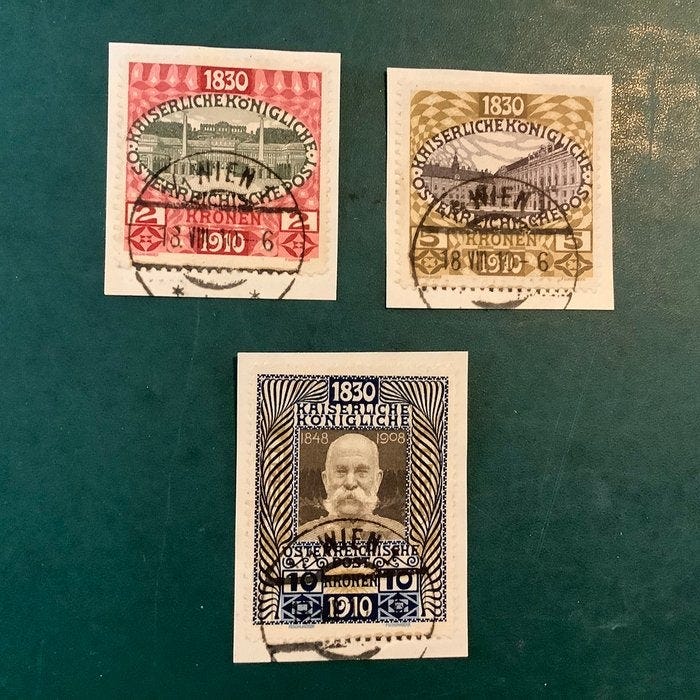 1830
·KAISERLICHE KÖNIGLICHE·
ÖSTERREICHISCHE POST
WIEN
2 KRONEN 2
18 VIII 10 - 6
1910
1830
·KAISERLICHE KÖNIGLICHE·
ÖSTERREICHISCHE POST
WIEN
5 KRONEN 5
18 VIII 10 - 6
1910
1830
KAISERLICHE
KÖNIGLICHE
1848 1908
WIEN
ÖSTERREICHISCHE
POST
10 KRONEN 10
1910